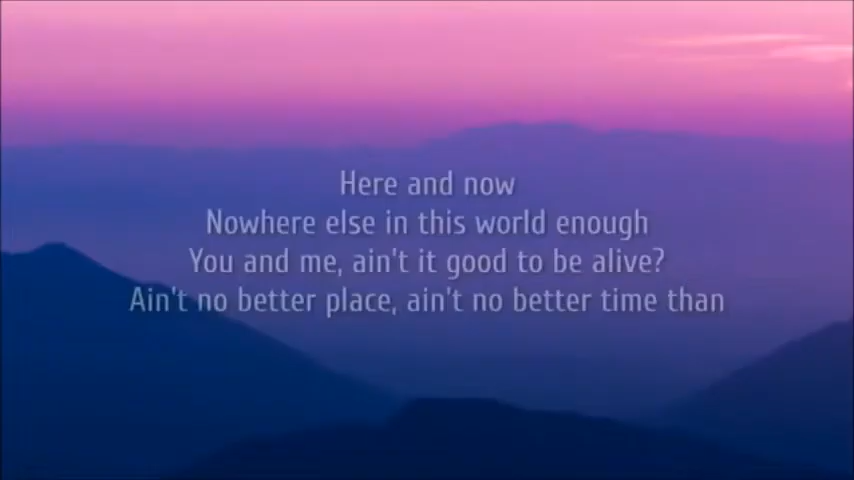 Here and now
Nowhere else in this world enough
You and me, ain't it good to be alive?
Ain't no better place, ain't no better time than